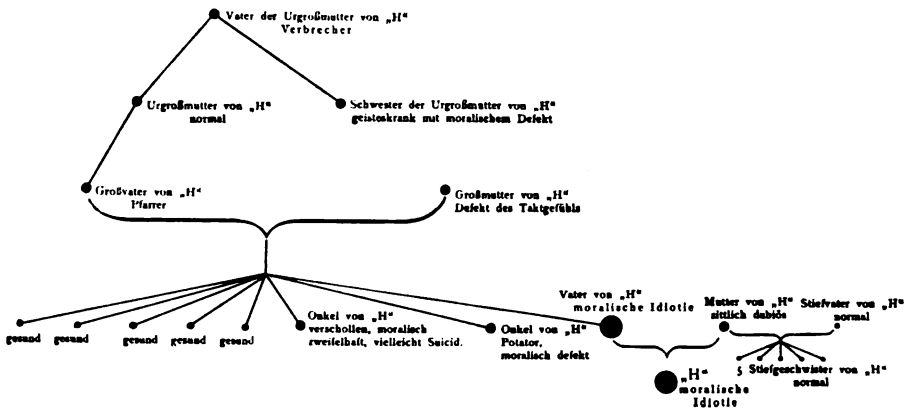 Vater der Urgroßmutter von „H“
Verbrecher
Urgroßmutter von „H“
normal
Schwester der Urgroßmutter von „H“
geisteskrank mit moralischem Defekt
Großvater von „H“
Pfarrer
Großmutter von „H“
Defekt des Taktgefühls
gesund
gesund
gesund
gesund
gesund
Onkel von „H“
verschollen, moralisch
zweifelhaft, vielleicht Suicid.
Onkel von „H“
Potator,
moralisch defekt
Vater von „H“
moralische Idiotie
Mutter von „H“
sittlich dubiös
Stiefvater von „H“
normal
„H“
moralische
Idiotie
5 Stiefgeschwister von „H“
normal